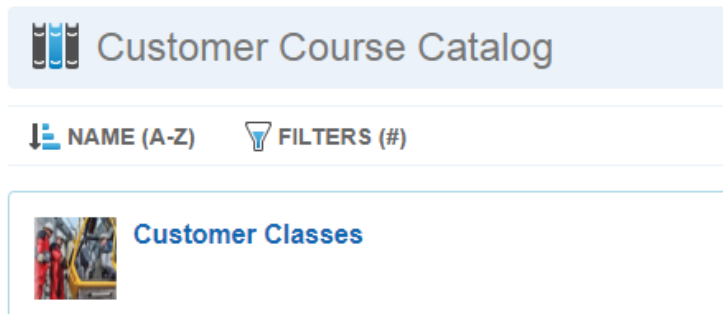 Customer Course Catalog
NAME (A-Z) FILTERS (#)
Customer Classes